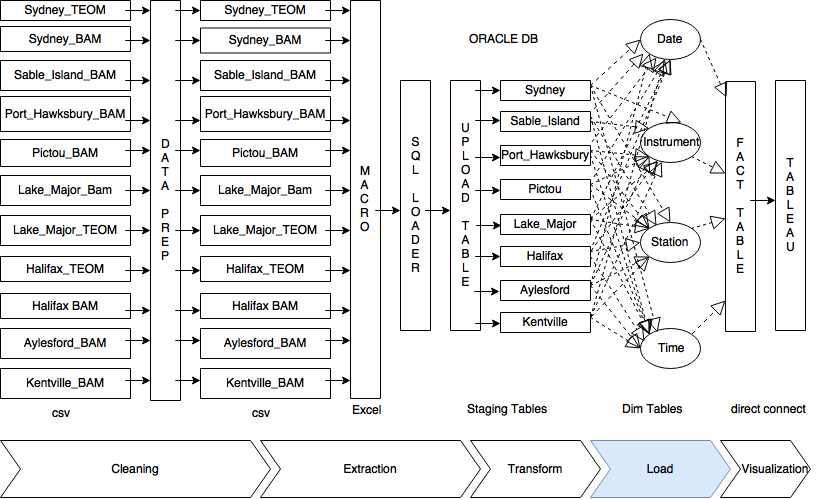 Sydney_TEOM
Sydney_BAM
Sable_Island_BAM
Port_Hawksbury_BAM
Pictou_BAM
Lake_Major_Bam
Lake_Major_TEOM
Halifax_TEOM
Halifax BAM
Aylesford_BAM
Kentville_BAM
csv
DATA PREP
Sydney_TEOM
Sydney_BAM
Sable_Island_BAM
Port_Hawksbury_BAM
Pictou_BAM
Lake_Major_Bam
Lake_Major_TEOM
Halifax_TEOM
Halifax BAM
Aylesford_BAM
Kentville_BAM
csv
MACRO
Excel
SQL LOADER
ORACLE DB
UPLOAD TABLE
Sydney
Sable_Island
Port_Hawksbury
Pictou
Lake_Major
Halifax
Aylesford
Kentville
Staging Tables
Date
Instrument
Station
Time
Dim Tables
FACT TABLE
TABLEAU
direct connect
Cleaning
Extraction
Transform
Load
Visualization